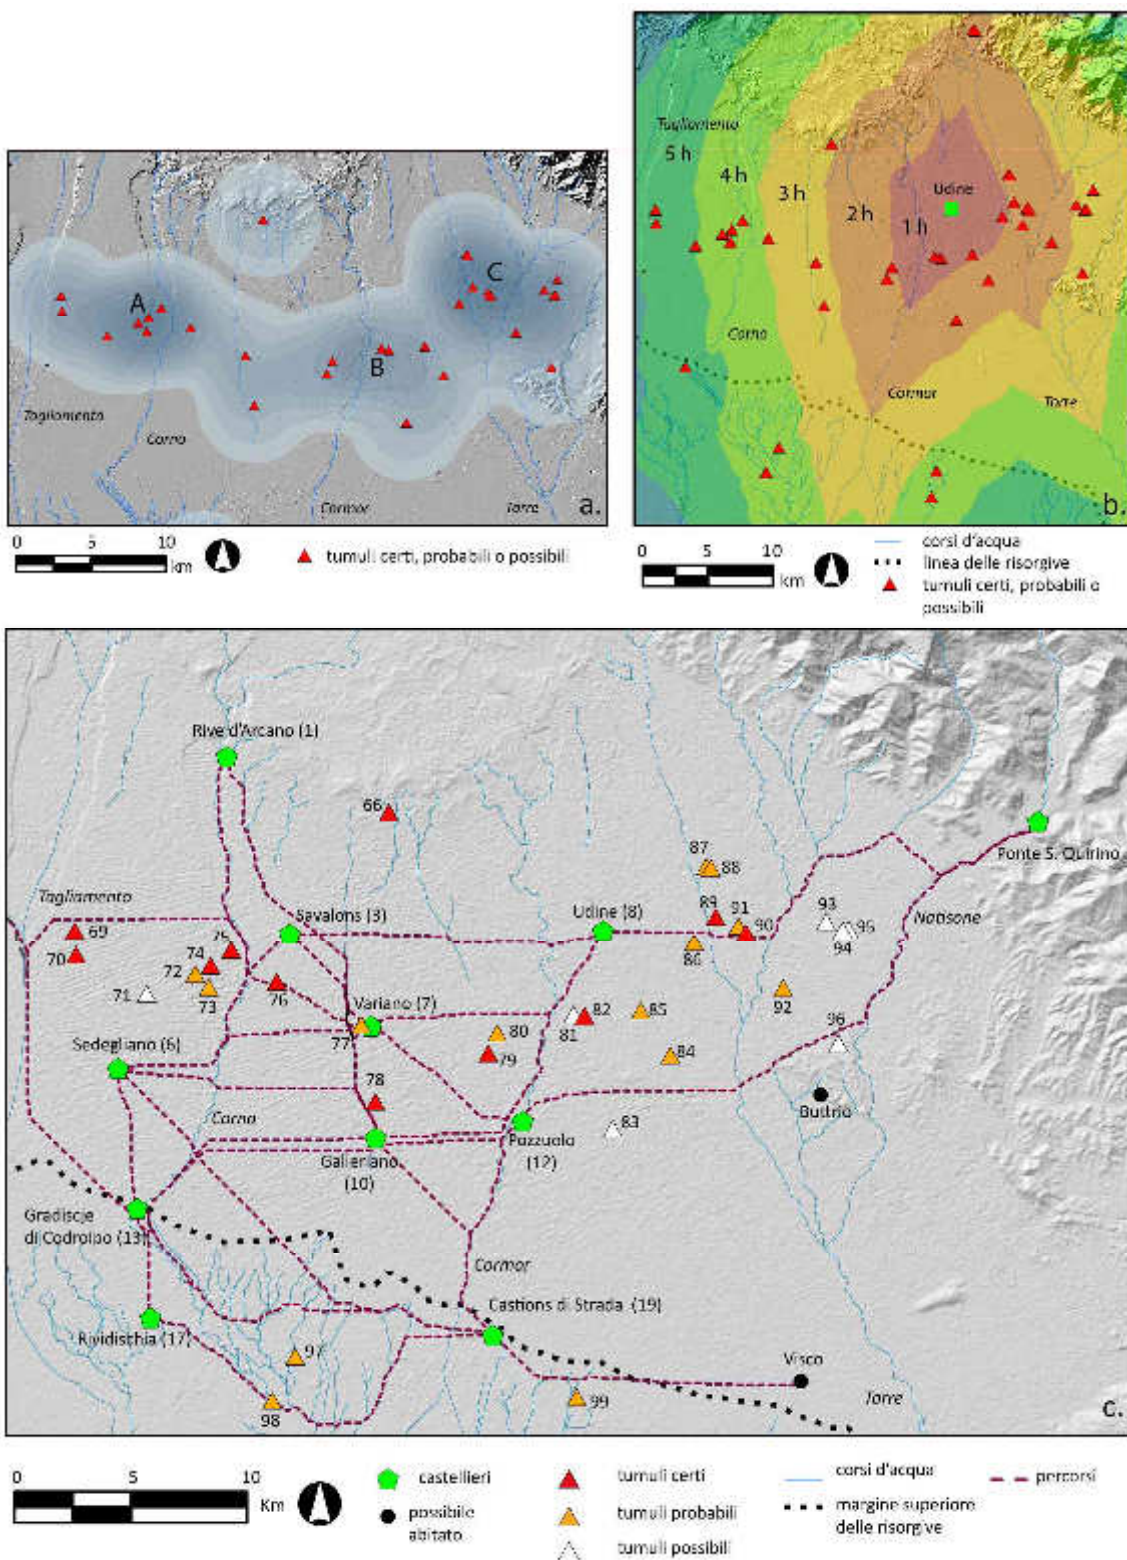 A
B
C
Tagliamento
Corno
Cormor
Torre
a.
0 5 10
km
tumuli certi, probabili o possibili
Tagliamento
5 h
4 h
3 h
2 h
1 h
Udine
Corno
Cormor
Torre
b.
0 5 10
km
corsi d'acqua
linea delle risorgive
tumuli certi, probabili o
possibili
Rive d'Arcano (1)
66
Ponte S. Quirino
87
88
Tagliamento
Savalons (3)
Udine (8)
89
91
90
93
95
94
Natisone
69
70
75
74
72
73
71
76
86
92
Variano (7)
77
80
79
81
82
85
84
96
Sedegliano (6)
78
Corno
Galleriano
(10)
Pozzuolo
(12)
83
Buttrio
Gradiscje
di Codroipo (13)
Cormor
Castions di Strada (19)
Rividischia (17)
97
98
99
Visco
Torre
c.
0 5 10
Km
castellieri
possibile
abitato
tumuli certi
tumuli probabili
tumuli possibili
corsi d'acqua
margine superiore
delle risorgive
percorsi